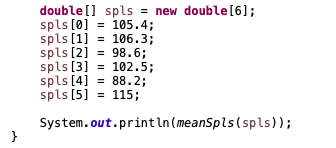 double[] spls = new double[6];
spls[0] = 105.4;
spls[1] = 106.3;
spls[2] = 98.6;
spls[3] = 102.5;
spls[4] = 88.2;
spls[5] = 115;
System.out.println(meanSpls(spls));
}